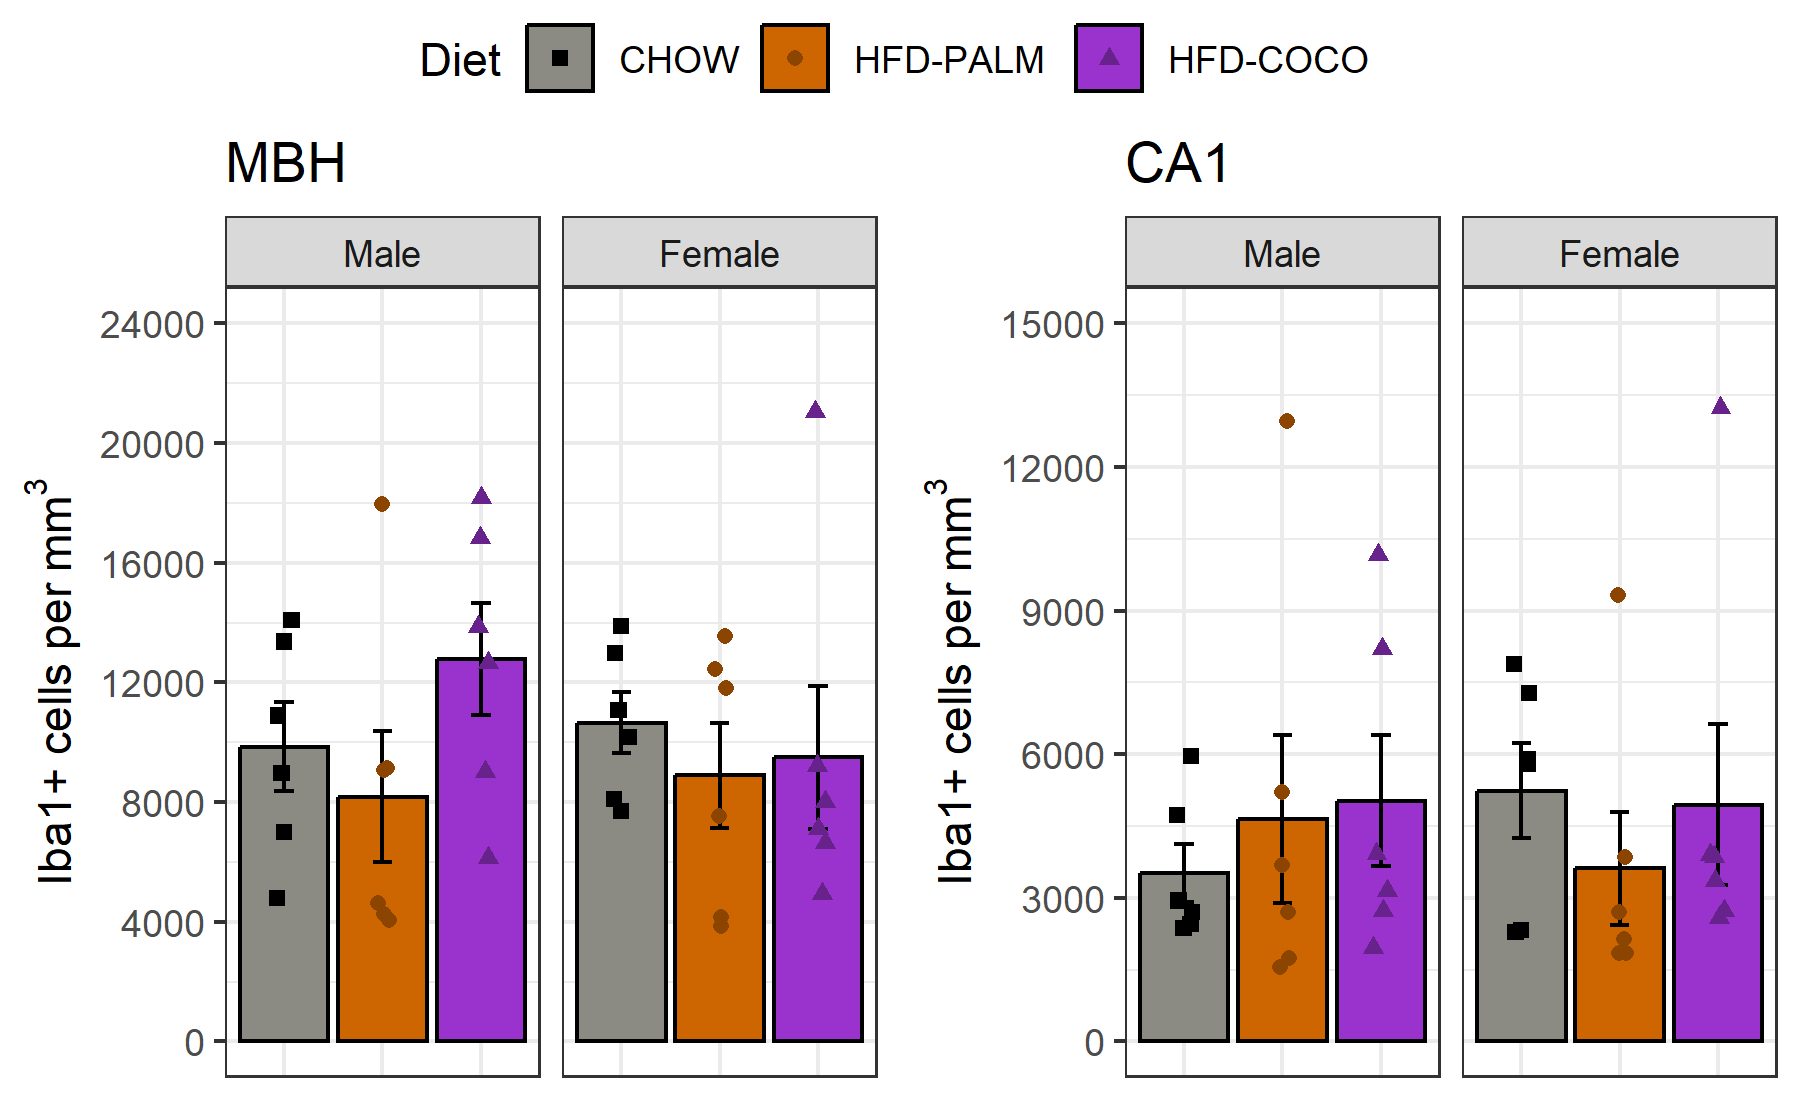 Diet CHOW HFD-PALM HFD-COCO
MBH
CA1
Male
Female
Male
Female
Iba1+ cells per mm³
24000
20000
16000
12000
8000
4000
0
Iba1+ cells per mm³
15000
12000
9000
6000
3000
0